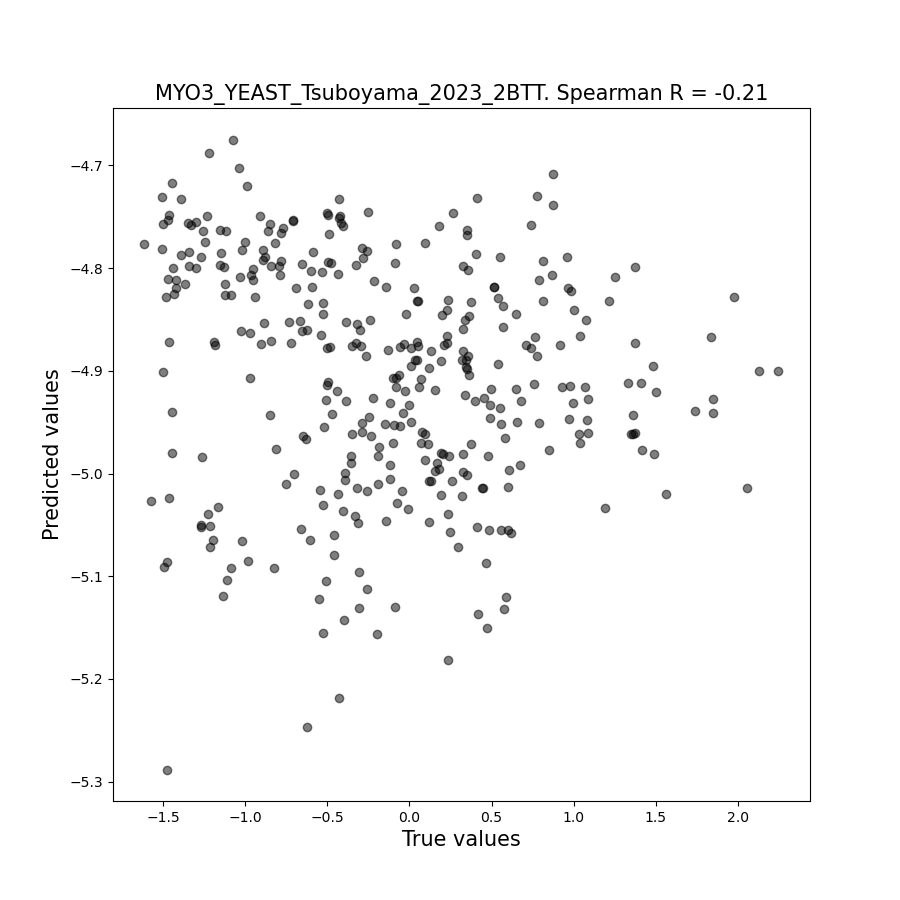 MYO3_YEAST_Tsuboyama_2023_2BTT. Spearman R = -0.21
Predicted values
−4.7
−4.8
−4.9
−5.0
−5.1
−5.2
−5.3
−1.5 −1.0 −0.5 0.0 0.5 1.0 1.5 2.0
True values